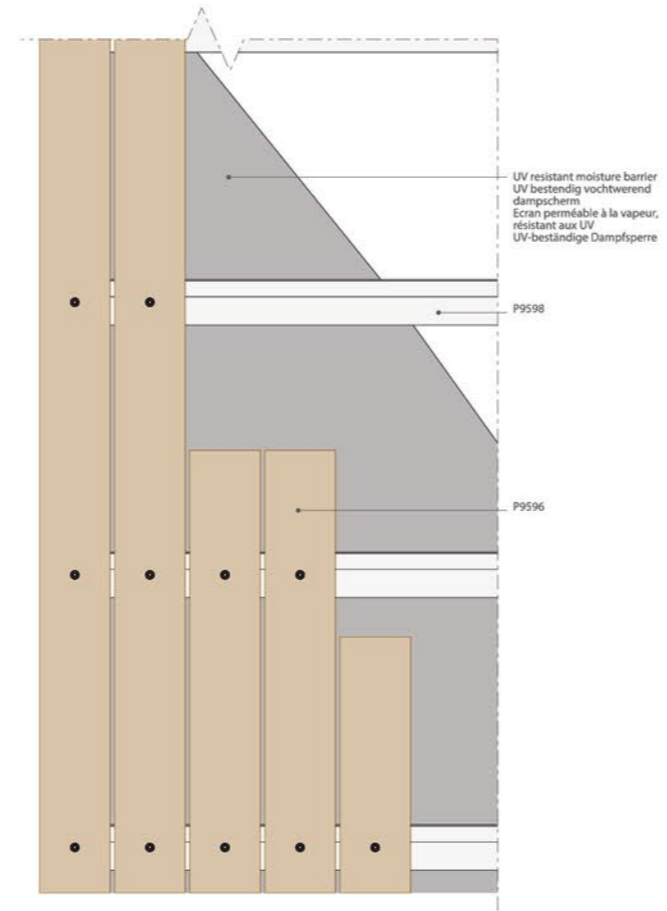 UV resistant moisture barrier
UV bestendig vochtwerend
dampscherm
Ecran perméable à la vapeur,
résistant aux UV
UV-beständige Dampfsperre
P9598
P9596